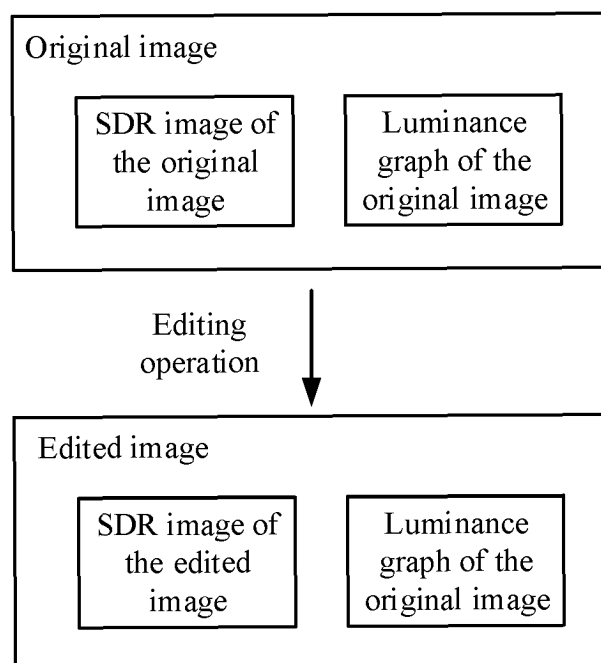 Original image
SDR image of
the original
image
Luminance
graph of the
original image
Editing
operation
Edited image
SDR image of
the edited
image
Luminance
graph of the
original image